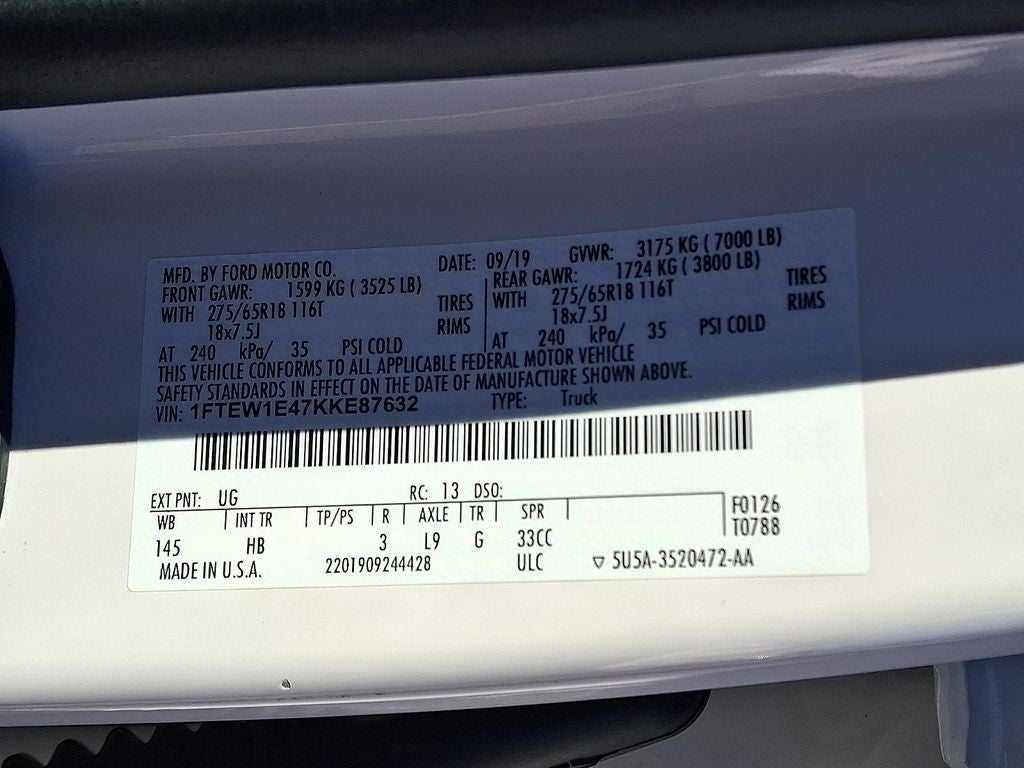 MFD. BY FORD MOTOR CO. DATE: 09/19 GVWR: 3175 KG ( 7000 LB)
FRONT GAWR: 1599 KG ( 3525 LB) REAR GAWR: 1724 KG ( 3800 LB)
WITH 275/65R18 116T TIRES WITH 275/65R18 116T TIRES
18x7.5J RIMS 18x7.5J RIMS
AT 240 kPa/ 35 PSI COLD AT 240 kPa/ 35 PSI COLD
THIS VEHICLE CONFORMS TO ALL APPLICABLE FEDERAL MOTOR VEHICLE
SAFETY STANDARDS IN EFFECT ON THE DATE OF MANUFACTURE SHOWN ABOVE.
VIN: 1FTEW1E47KKE87632 TYPE: Truck
EXT PNT: UG RC: 13 DSO:
WB INT TR TP/PS R AXLE TR SPR F0126
T0788
145 HB 3 L9 G 33CC
MADE IN U.S.A. 2201909244428 ULC ▽ 5U5A-3520472-AA